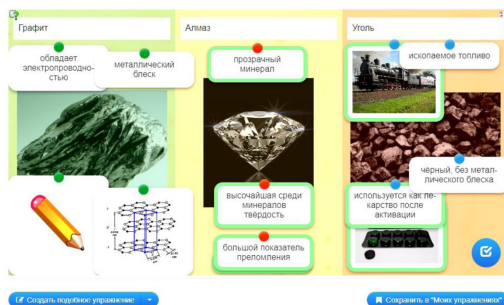 Графит
Алмаз
Уголь
обладает
электропроводно-
стью
металлический
блеск
прозрачный
минерал
ископаемое топливо
чёрный, без метал-
лического блеска
высочайшая среди
минералов
твёрдость
используется как ле-
карство после
активации
большой показатель
преломления
Создать подобное упражнение
Сохранить в "Моих упражнениях"